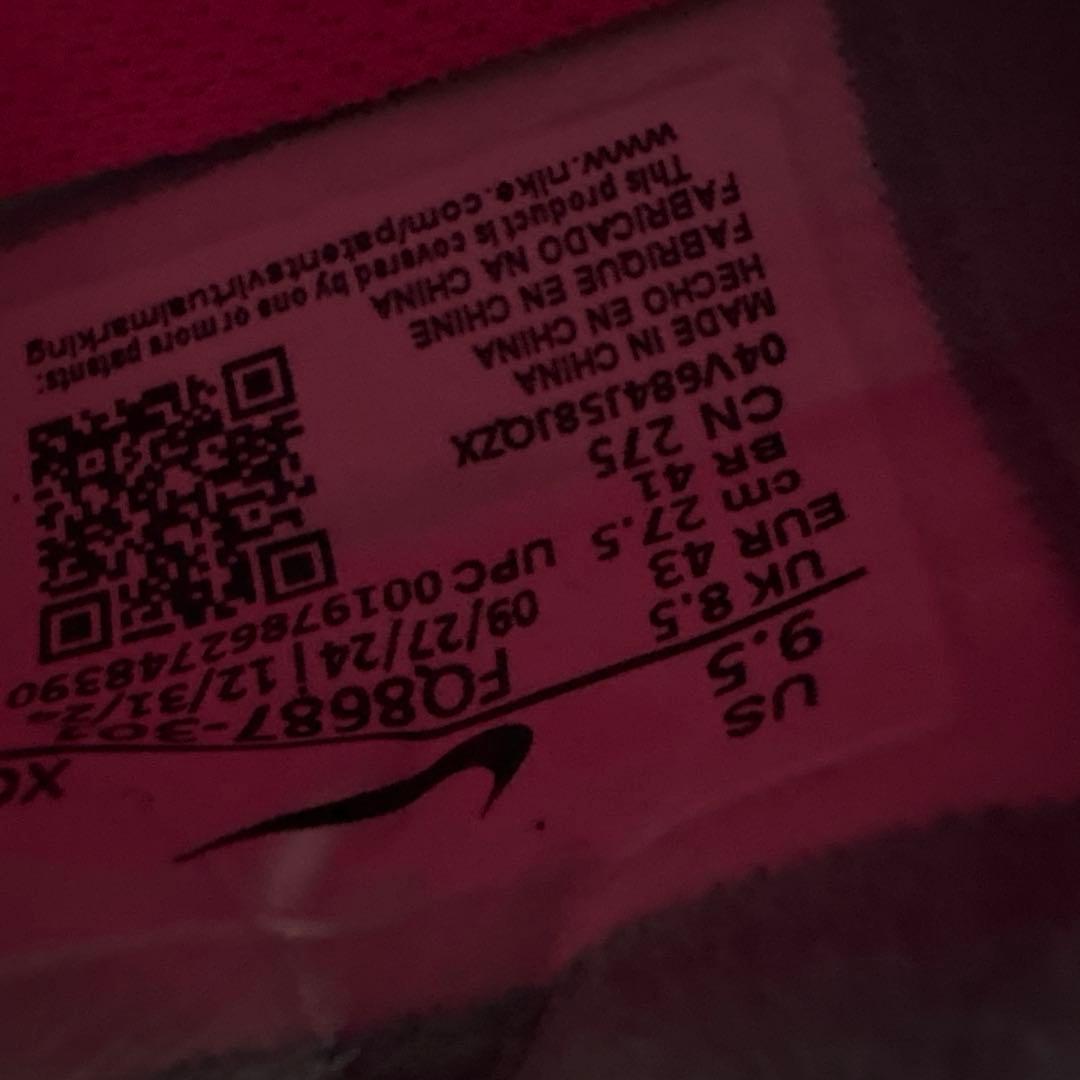 US
9.5
UK 8.5
EUR 43
cm 27.5
BR 41
CN 275
XC
FQ8687-303
09/27/24 | 12/31/2
UPC 00197862748390
04V684J58JQZX
MADE IN CHINA
HECHO EN CHINA
FABRIQUE EN CHINE
FABRICADO NA CHINA
This product is covered by one or more patents:
www.nike.com/patentsvirtualmarking